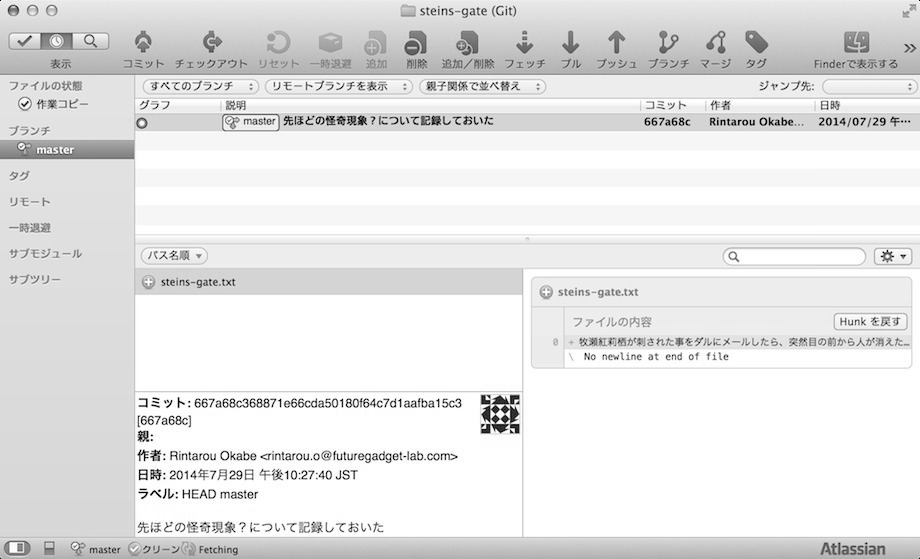 steins-gate (Git)
表示 コミット チェックアウト リセット 一時退避 追加 削除 追加／削除 フェッチ プル プッシュ ブランチ マージ タグ Finderで表示する
ファイルの状態
作業コピー
ブランチ
master
タグ
リモート
一時退避
サブモジュール
サブツリー
すべてのブランチ リモートブランチを表示 親子関係で並べ替え ジャンプ先:
グラフ 説明 コミット 作者 日時
master 先ほどの怪奇現象？について記録しておいた 667a68c Rintarou Okabe... 2014/07/29 午…
パス名順
steins-gate.txt
steins-gate.txt
ファイルの内容 Hunk を戻す
0 + 牧瀬紅莉栖が刺された事をダルにメールしたら、突然目の前から人が消えた…
\ No newline at end of file
コミット: 667a68c368871e66cda50180f64c7d1aafba15c3
[667a68c]
親:
作者: Rintarou Okabe <rintarou.o@futuregadget-lab.com>
日時: 2014年7月29日 午後10:27:40 JST
ラベル: HEAD master
先ほどの怪奇現象？について記録しておいた
master クリーン Fetching Atlassian